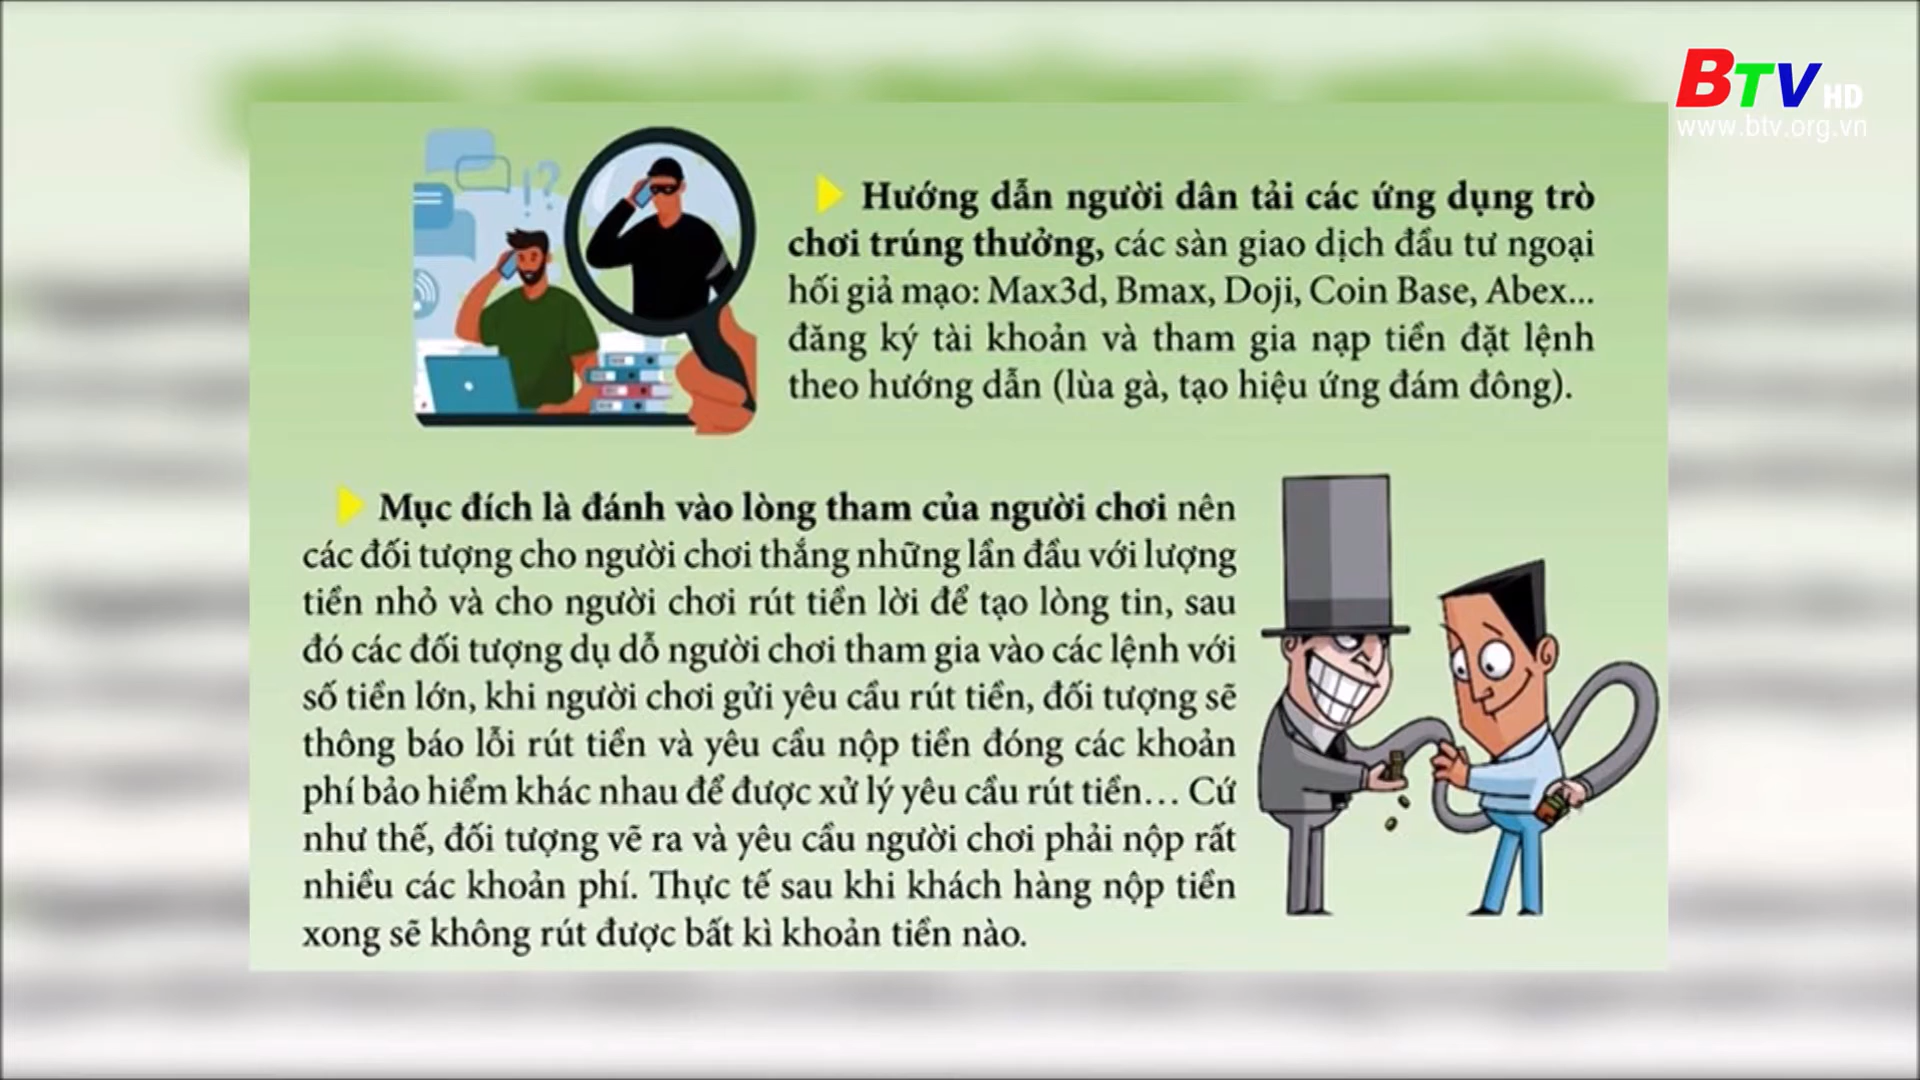 BTV HD
www.btv.org.vn
!?
Hướng dẫn người dân tải các ứng dụng trò
chơi trúng thưởng, các sàn giao dịch đầu tư ngoại
hối giả mạo: Max3d, Bmax, Doji, Coin Base, Abex...
đăng ký tài khoản và tham gia nạp tiền đặt lệnh
theo hướng dẫn (lùa gà, tạo hiệu ứng đám đông).
Mục đích là đánh vào lòng tham của người chơi nên
các đối tượng cho người chơi thắng những lần đầu với lượng
tiền nhỏ và cho người chơi rút tiền lời để tạo lòng tin, sau
đó các đối tượng dụ dỗ người chơi tham gia vào các lệnh với
số tiền lớn, khi người chơi gửi yêu cầu rút tiền, đối tượng sẽ
thông báo lỗi rút tiền và yêu cầu nộp tiền đóng các khoản
phí bảo hiểm khác nhau để được xử lý yêu cầu rút tiền... Cứ
như thế, đối tượng vẽ ra và yêu cầu người chơi phải nộp rất
nhiều các khoản phí. Thực tế sau khi khách hàng nộp tiền
xong sẽ không rút được bất kì khoản tiền nào.